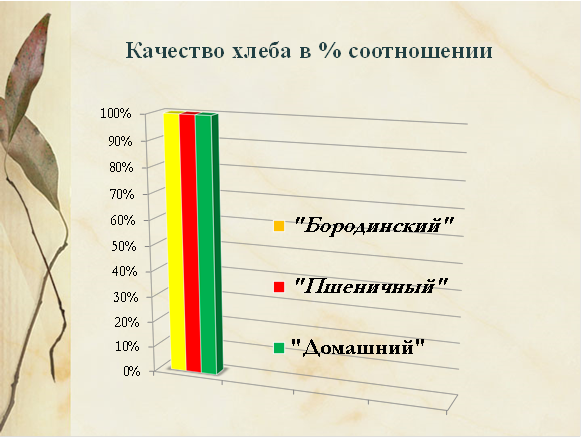 Качество хлеба в % соотношении
100%
90%
80%
70%
60%
50%
40%
30%
20%
10%
0%
"Бородинский"
"Пшеничный"
"Домашний"